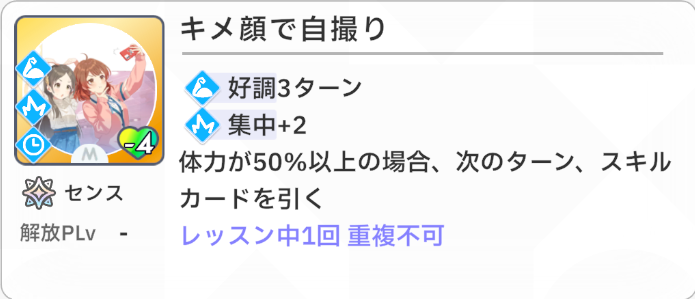 キメ顔で自撮り
好調3ターン
集中+2
体力が50%以上の場合、次のターン、スキル
カードを引く
レッスン中1回 重複不可
-4
M
センス
解放PLv -